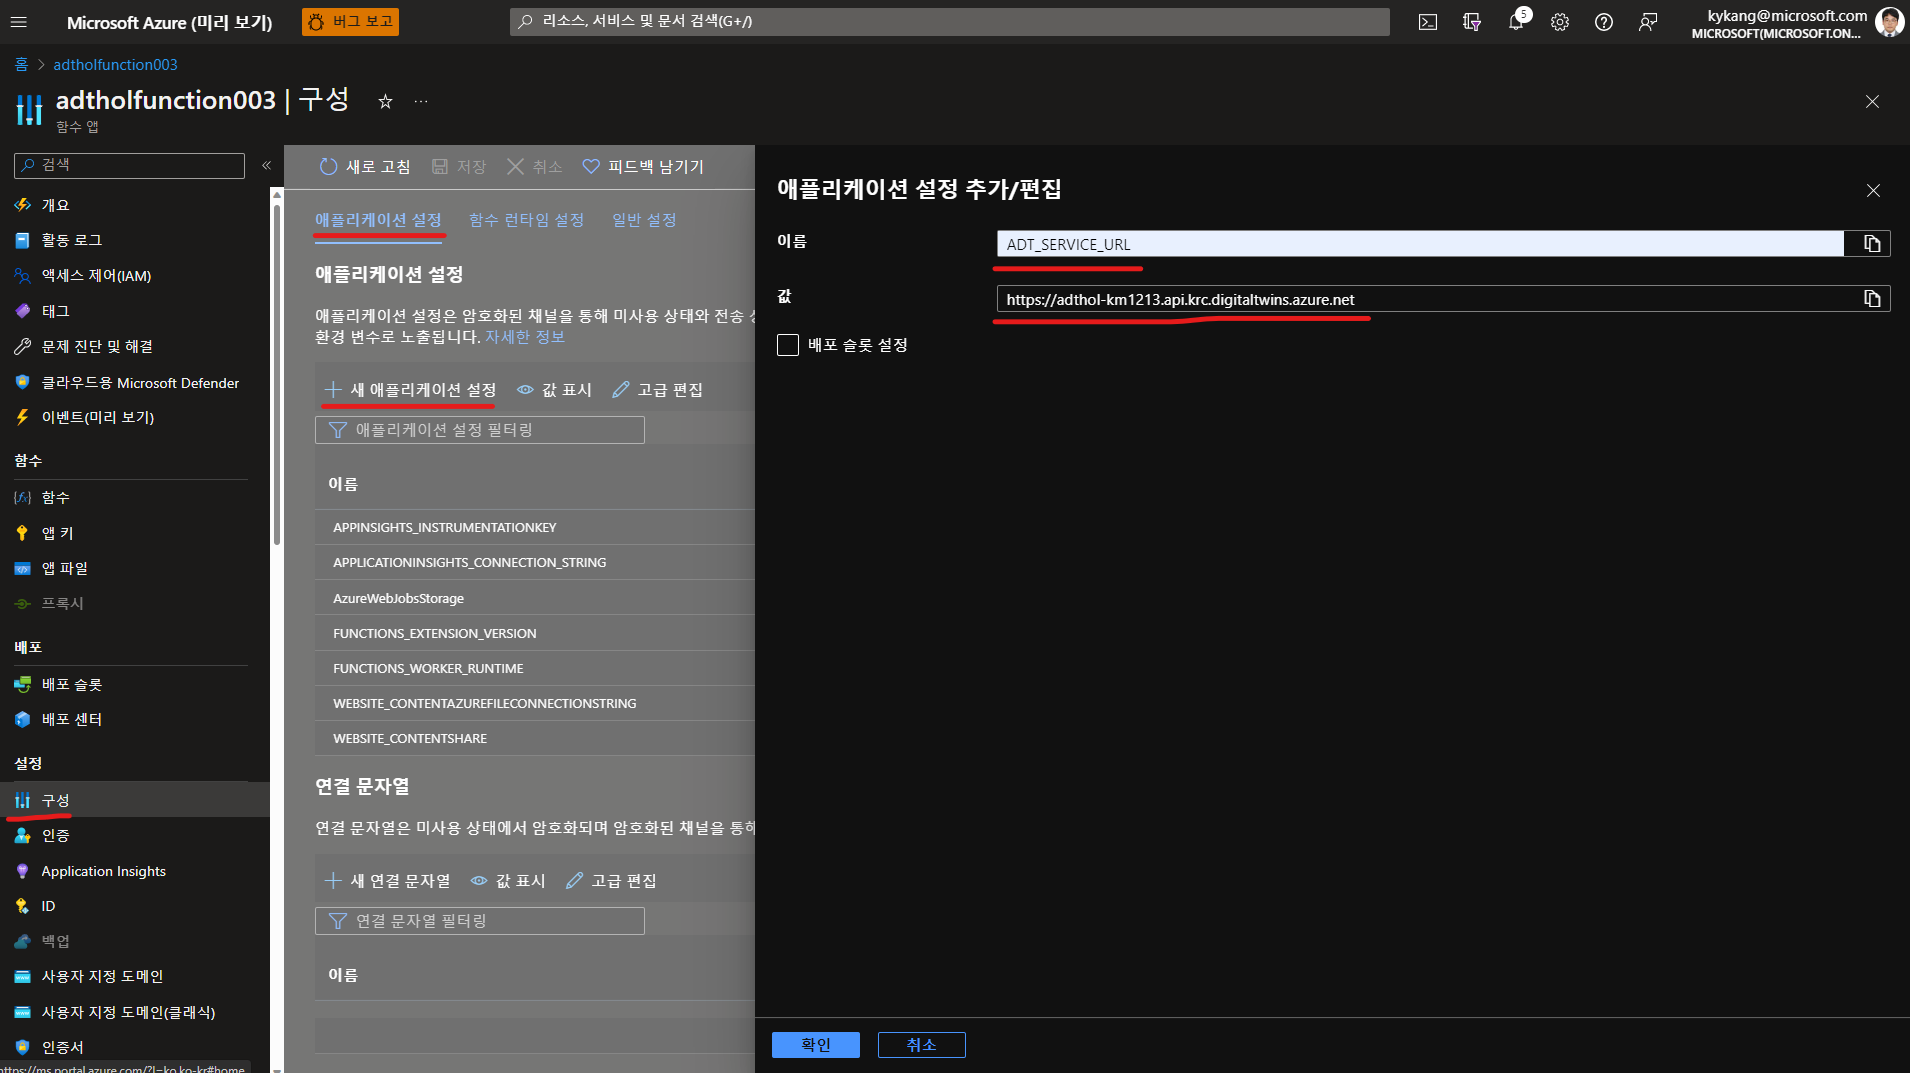 Microsoft Azure (미리 보기)
버그 보고
리소스, 서비스 및 문서 검색(G+/)
5
kykang@microsoft.com
MICROSOFT(MICROSOFT.ON...
홈 > adtholfunction003
adtholfunction003 | 구성
함수 앱
검색
개요
활동 로그
액세스 제어(IAM)
태그
문제 진단 및 해결
클라우드용 Microsoft Defender
이벤트(미리 보기)
함수
함수
앱 키
앱 파일
프록시
배포
배포 슬롯
배포 센터
설정
구성
인증
Application Insights
ID
백업
사용자 지정 도메인
사용자 지정 도메인(클래식)
인증서
https://ms.portal.azure.com/?l=ko.ko-kr#home
새로 고침 저장 취소 피드백 남기기
애플리케이션 설정 함수 런타임 설정 일반 설정
애플리케이션 설정
애플리케이션 설정은 암호화된 채널을 통해 미사용 상태와 전송
환경 변수로 노출됩니다. 자세한 정보
새 애플리케이션 설정 값 표시 고급 편집
애플리케이션 설정 필터링
이름
APPINSIGHTS_INSTRUMENTATIONKEY
APPLICATIONINSIGHTS_CONNECTION_STRING
AzureWebJobsStorage
FUNCTIONS_EXTENSION_VERSION
FUNCTIONS_WORKER_RUNTIME
WEBSITE_CONTENTAZUREFILECONNECTIONSTRING
WEBSITE_CONTENTSHARE
연결 문자열
연결 문자열은 미사용 상태에서 암호화되며 암호화된 채널을 통해
새 연결 문자열 값 표시 고급 편집
연결 문자열 필터링
이름
애플리케이션 설정 추가/편집
이름
ADT_SERVICE_URL
값
https://adthol-km1213.api.krc.digitaltwins.azure.net
배포 슬롯 설정
확인 취소